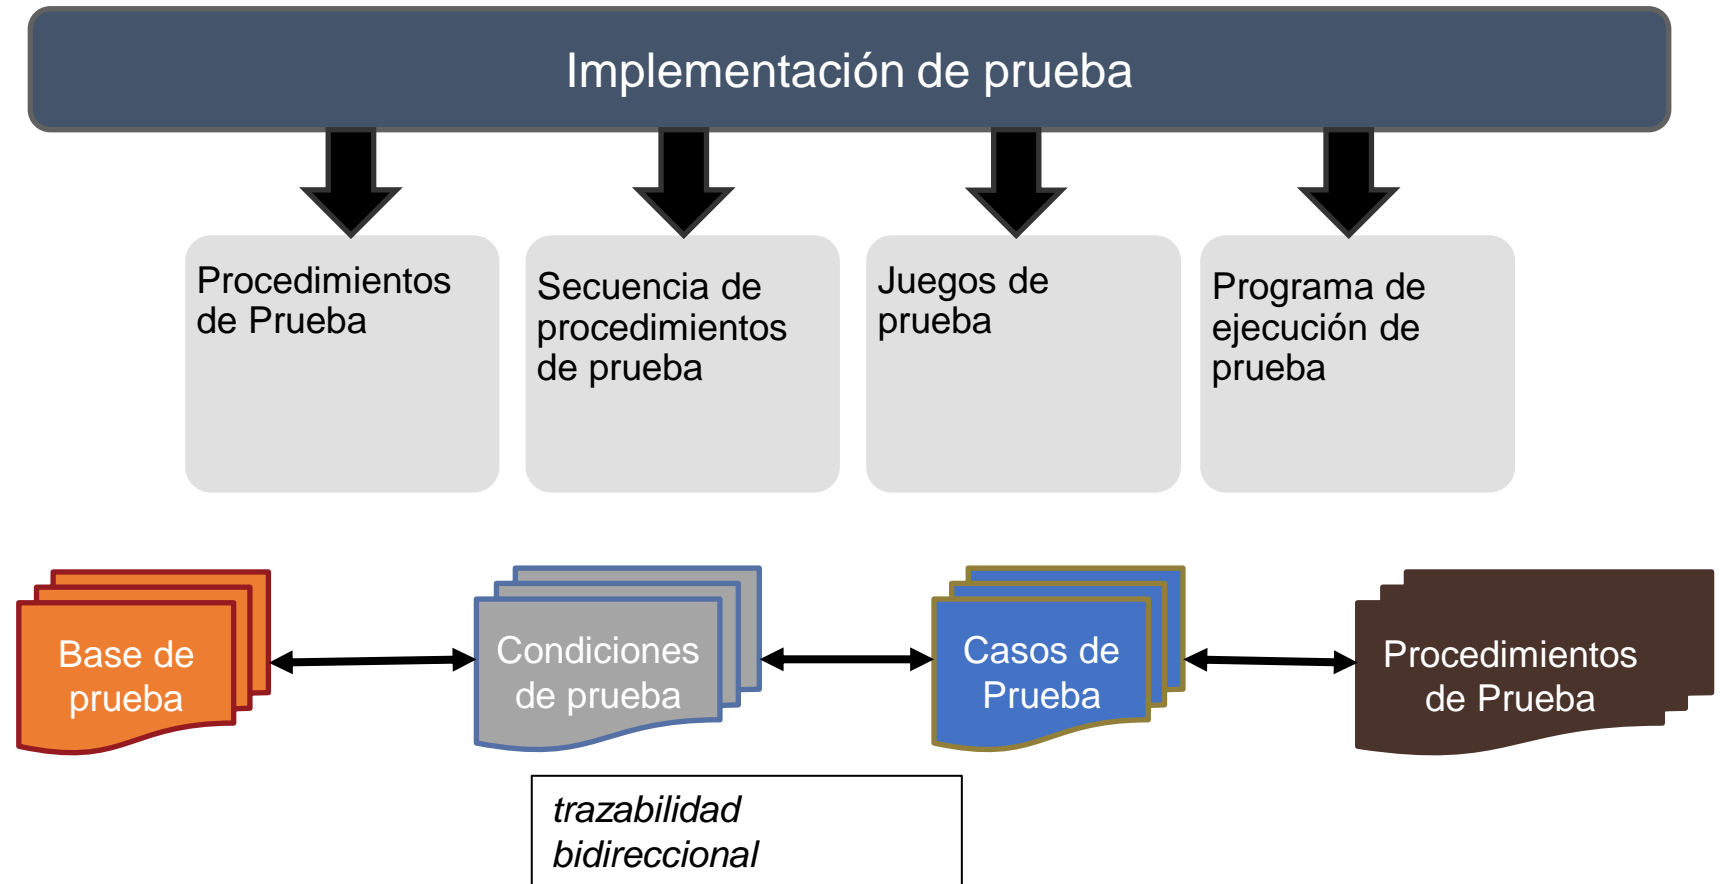 Implementación de prueba
Procedimientos
de Prueba
Secuencia de
procedimientos
de prueba
Juegos de
prueba
Programa de
ejecución de
prueba
Base de
prueba
Condiciones
de prueba
Casos de
Prueba
Procedimientos
de Prueba
trazabilidad
bidireccional